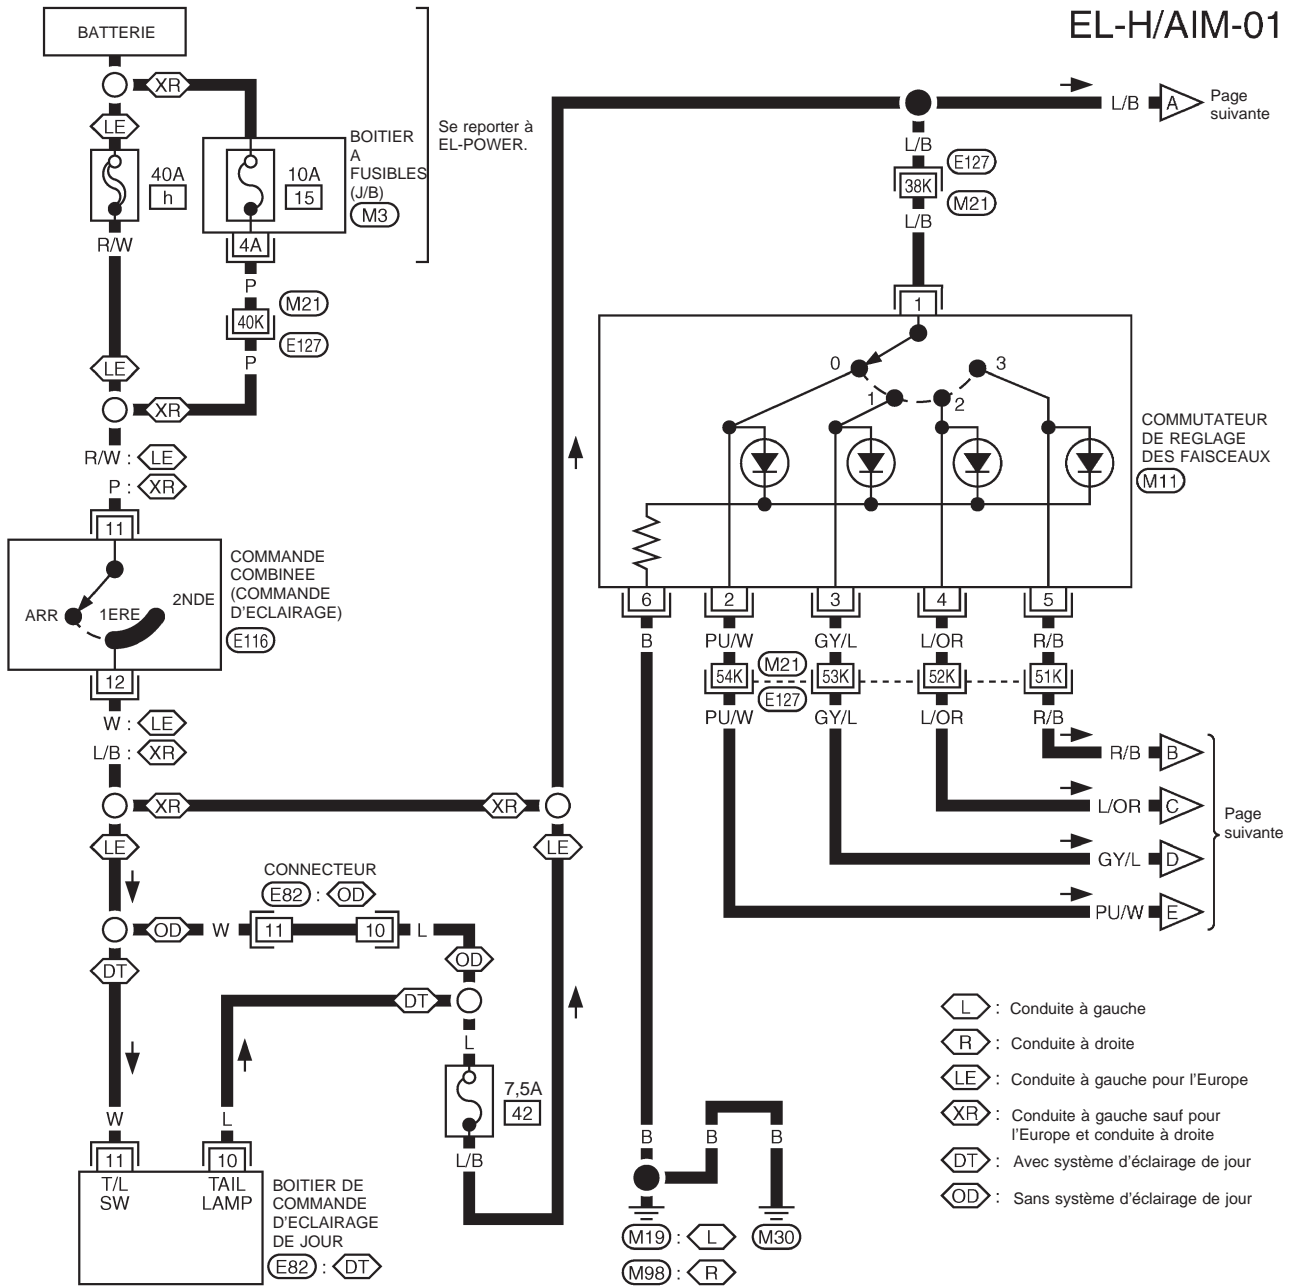 EL-H/AIM-01
BATTERIE
XR
LE
40A
h
10A
15
BOITIER
A
FUSIBLES
(J/B)
M3
Se reporter à
EL-POWER.
R/W
4A
P
40K
M21
E127
P
LE
XR
R/W : LE
P : XR
11
COMMANDE
COMBINEE
(COMMANDE
D'ECLAIRAGE)
E116
ARR
1ERE
2NDE
12
W : LE
L/B : XR
XR
XR
LE
LE
CONNECTEUR
E82 : OD
OD
W
11
10
L
OD
DT
DT
L
7,5A
42
L/B
W
L
11
10
T/L
SW
TAIL
LAMP
BOITIER DE
COMMANDE
D'ECLAIRAGE
DE JOUR
E82 : DT
L/B
A
Page
suivante
L/B
E127
38K
M21
L/B
1
0
1
2
3
COMMUTATEUR
DE REGLAGE
DES FAISCEAUX
M11
6
2
3
4
5
B
PU/W
GY/L
L/OR
R/B
54K
M21
E127
53K
52K
51K
PU/W
GY/L
L/OR
R/B
R/B
B
L/OR
C
GY/L
D
PU/W
E
Page
suivante
B
B
B
M19 : L
M30
M98 : R
L : Conduite à gauche
R : Conduite à droite
LE : Conduite à gauche pour l'Europe
XR : Conduite à gauche sauf pour
l'Europe et conduite à droite
DT : Avec système d'éclairage de jour
OD : Sans système d'éclairage de jour